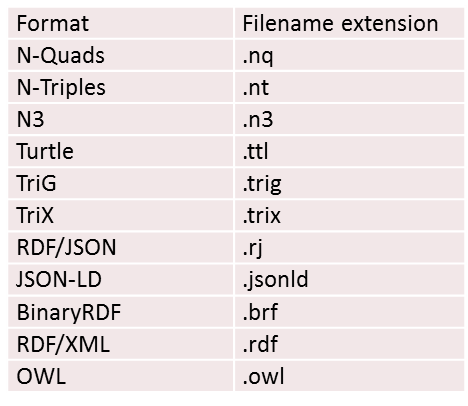 Format Filename extension
N-Quads .nq
N-Triples .nt
N3 .n3
Turtle .ttl
TriG .trig
TriX .trix
RDF/JSON .rj
JSON-LD .jsonld
BinaryRDF .brf
RDF/XML .rdf
OWL .owl